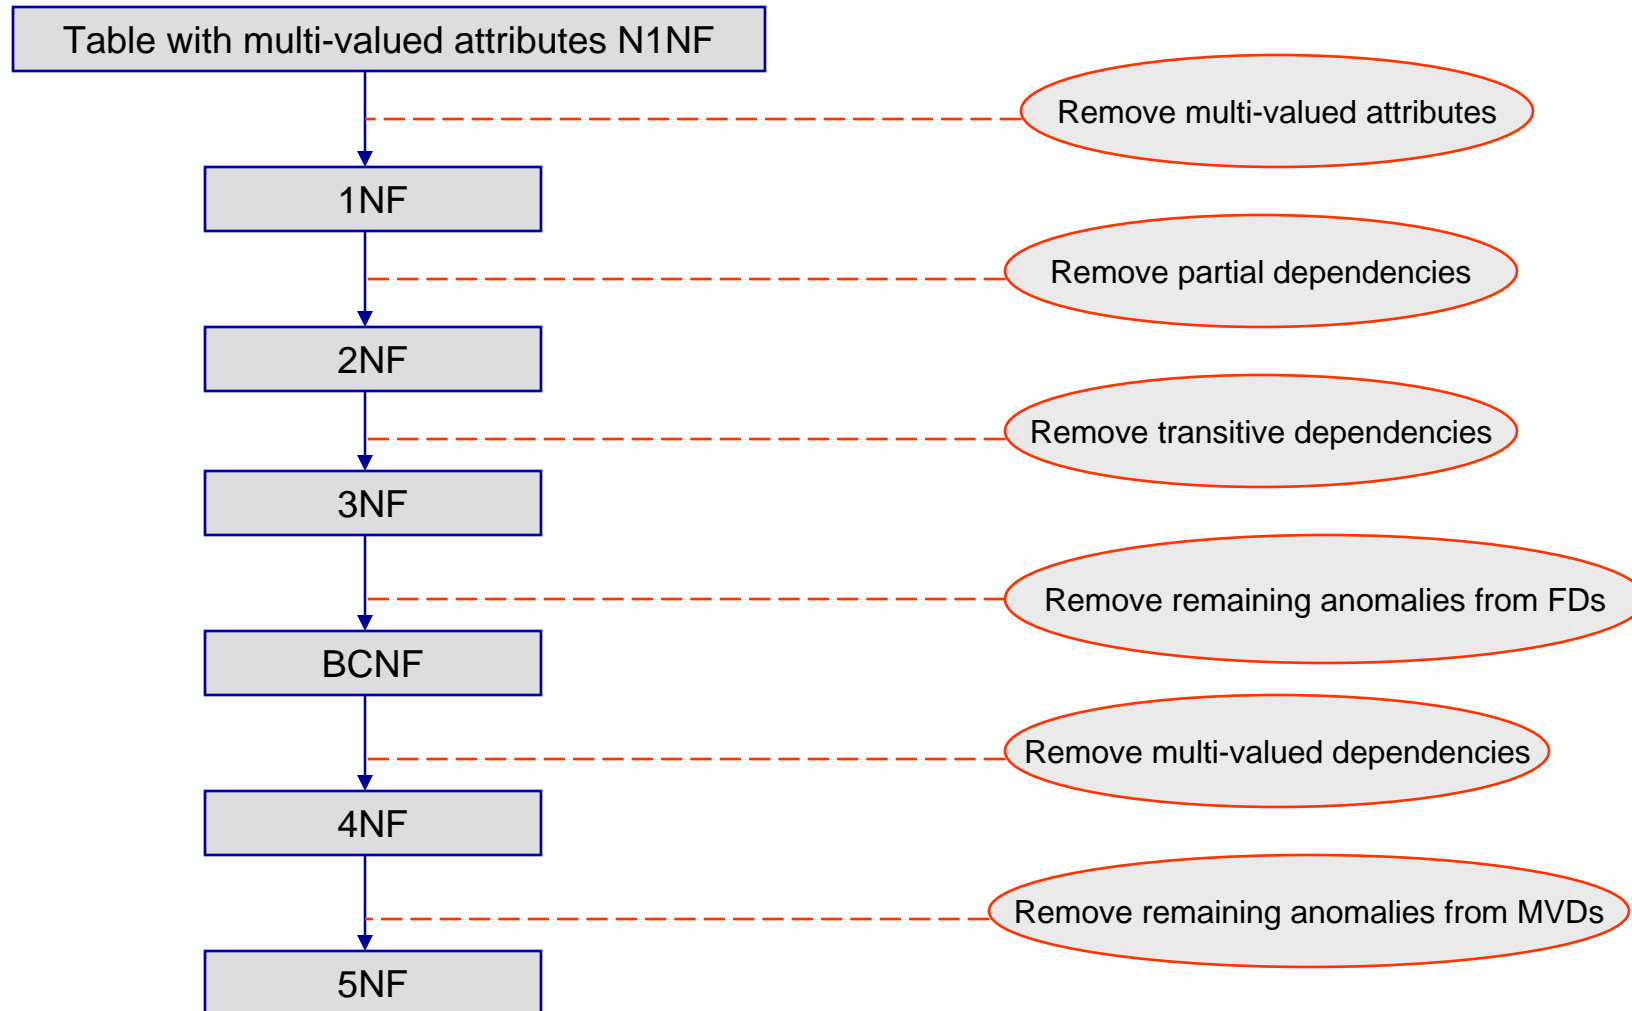 Table with multi-valued attributes N1NF
Remove multi-valued attributes
1NF
Remove partial dependencies
2NF
Remove transitive dependencies
3NF
Remove remaining anomalies from FDs
BCNF
Remove multi-valued dependencies
4NF
Remove remaining anomalies from MVDs
5NF